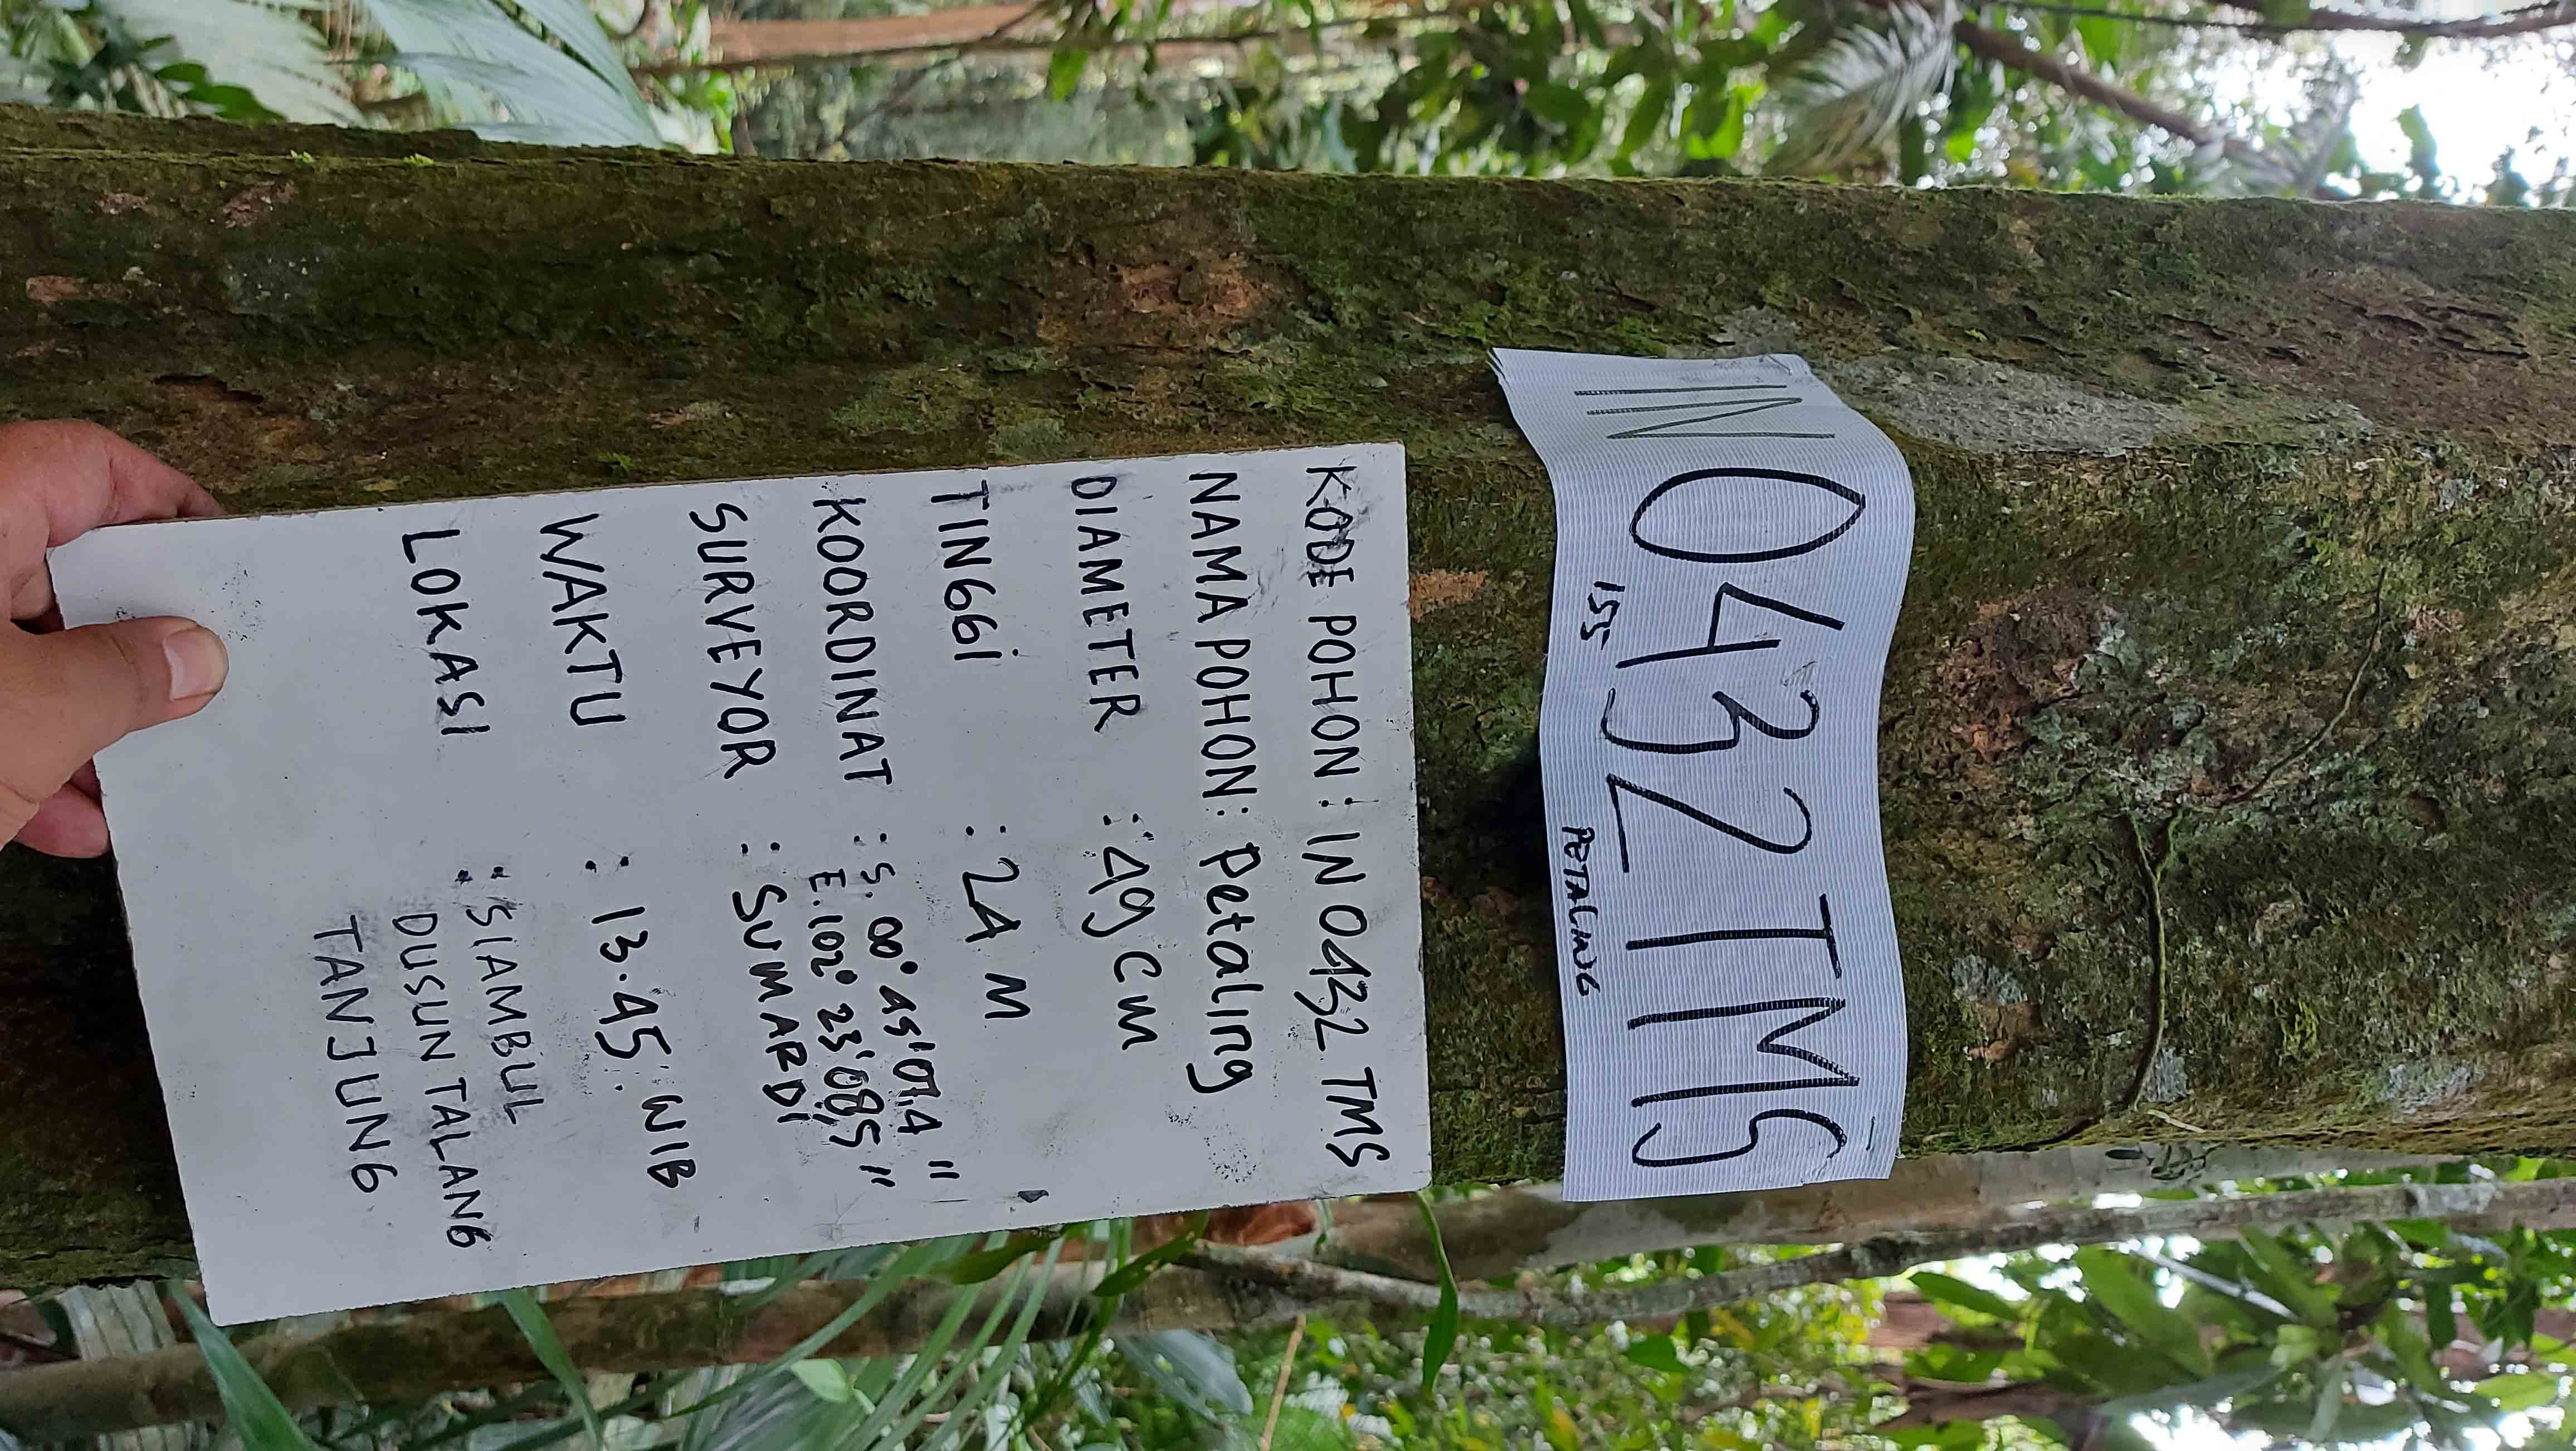 IN 0432 TMS
155 PETALING
KODE POHON : IN 0432 TMS
NAMA POHON : Petaling
DIAMETER : 49 cm
TINGGi : 24 M
KOORDINAT : S. 00° 45' 07,4 "
E. 102° 23' 08,5 "
SURVEYOR : SUMARDi
WAKTU : 13.45 WIB
LOKASI : SIAMBUL
DUSUN TALANG
TANJUNG